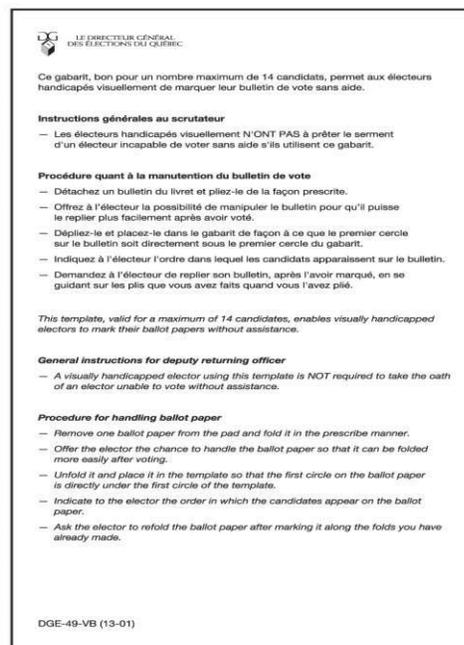 LE DIRECTEUR GÉNÉRAL
DES ÉLECTIONS DU QUÉBEC
Ce gabarit, bon pour un nombre maximum de 14 candidats, permet aux électeurs
handicapés visuellement de marquer leur bulletin de vote sans aide.
Instructions générales au scrutateur
— Les électeurs handicapés visuellement N'ONT PAS à prêter le serment
d'un électeur incapable de voter sans aide s'ils utilisent ce gabarit.
Procédure quant à la manutention du bulletin de vote
— Détachez un bulletin du livret et pliez-le de la façon prescrite.
— Offrez à l'électeur la possibilité de manipuler le bulletin pour qu'il puisse
le replier plus facilement après avoir voté.
— Dépliez-le et placez-le dans le gabarit de façon à ce que le premier cercle
sur le bulletin soit directement sous le premier cercle du gabarit.
— Indiquez à l'électeur l'ordre dans lequel les candidats apparaissent sur le bulletin.
— Demandez à l'électeur de replier son bulletin, après l'avoir marqué, en se
guidant sur les plis que vous avez faits quand vous l'avez plié.
This template, valid for a maximum of 14 candidates, enables visually handicapped
electors to mark their ballot papers without assistance.
General instructions for deputy returning officer
— A visually handicapped elector using this template is NOT required to take the oath
of an elector unable to vote without assistance.
Procedure for handling ballot paper
— Remove one ballot paper from the pad and fold it in the prescribe manner.
— Offer the elector the chance to handle the ballot paper so that it can be folded
more easily after voting.
— Unfold it and place it in the template so that the first circle on the ballot paper
is directly under the first circle of the template.
— Indicate to the elector the order in which the candidates appear on the ballot
paper.
— Ask the elector to refold the ballot paper after marking it along the folds you have
already made.
DGE-49-VB (13-01)